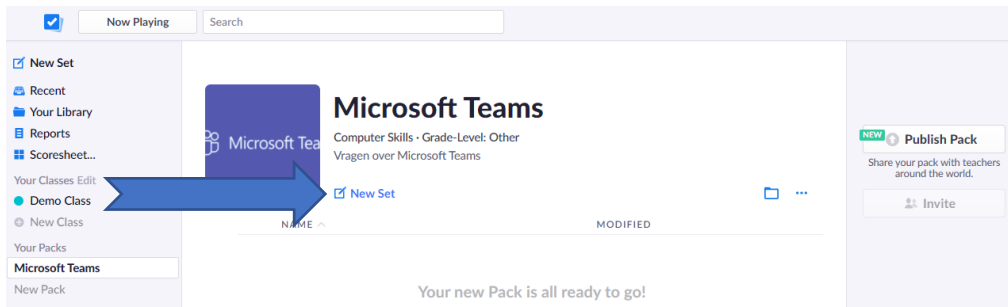 Now Playing
Search
New Set
Recent
Your Library
Reports
Scoresheet...
Your Classes Edit
Demo Class
New Class
Your Packs
Microsoft Teams
New Pack
Microsoft Tea
Microsoft Teams
Computer Skills · Grade-Level: Other
Vragen over Microsoft Teams
New Set
NAME
MODIFIED
Your new Pack is all ready to go!
NEW
Publish Pack
Share your pack with teachers
around the world.
Invite